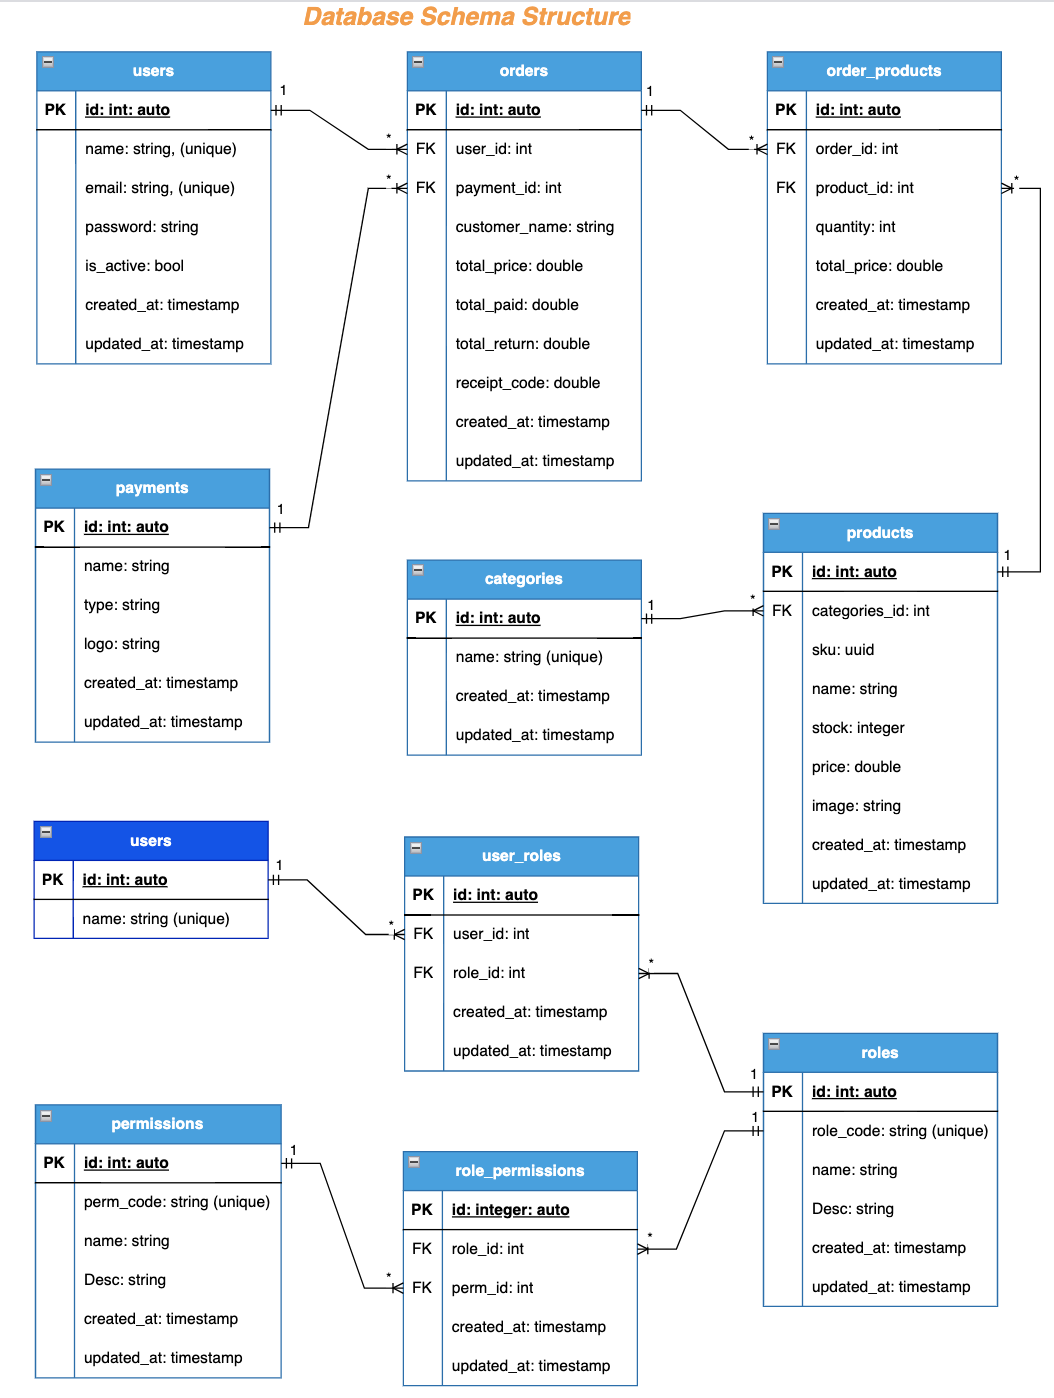 Database Schema Structure
users
PK id: int: auto
name: string, (unique)
email: string, (unique)
password: string
is_active: bool
created_at: timestamp
updated_at: timestamp
1
*
orders
PK id: int: auto
FK user_id: int
*
FK payment_id: int
customer_name: string
total_price: double
total_paid: double
total_return: double
receipt_code: double
created_at: timestamp
updated_at: timestamp
1
*
order_products
PK id: int: auto
FK order_id: int
FK product_id: int
*
quantity: int
total_price: double
created_at: timestamp
updated_at: timestamp
payments
PK id: int: auto
1
name: string
type: string
logo: string
created_at: timestamp
updated_at: timestamp
categories
PK id: int: auto
1
name: string (unique)
created_at: timestamp
updated_at: timestamp
products
PK id: int: auto
1
*
FK categories_id: int
sku: uuid
name: string
stock: integer
price: double
image: string
created_at: timestamp
updated_at: timestamp
users
PK id: int: auto
1
name: string (unique)
user_roles
PK id: int: auto
*
FK user_id: int
FK role_id: int
*
created_at: timestamp
updated_at: timestamp
roles
1
PK id: int: auto
1
role_code: string (unique)
name: string
Desc: string
created_at: timestamp
updated_at: timestamp
permissions
PK id: int: auto
1
perm_code: string (unique)
name: string
Desc: string
created_at: timestamp
updated_at: timestamp
role_permissions
PK id: integer: auto
FK role_id: int
*
*
FK perm_id: int
created_at: timestamp
updated_at: timestamp